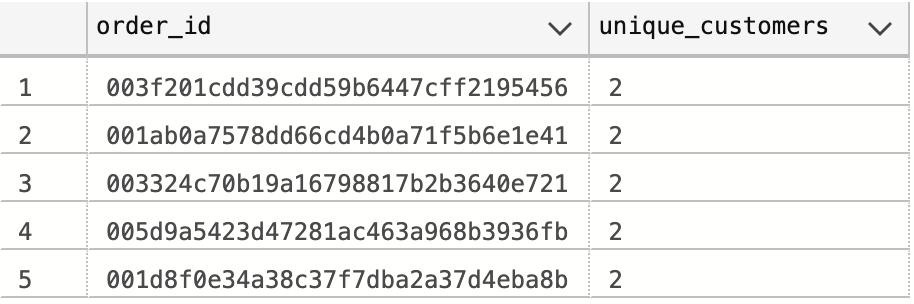 order_id unique_customers
1 003f201cdd39cdd59b6447cff2195456 2
2 001ab0a7578dd66cd4b0a71f5b6e1e41 2
3 003324c70b19a16798817b2b3640e721 2
4 005d9a5423d47281ac463a968b3936fb 2
5 001d8f0e34a38c37f7dba2a37d4eba8b 2